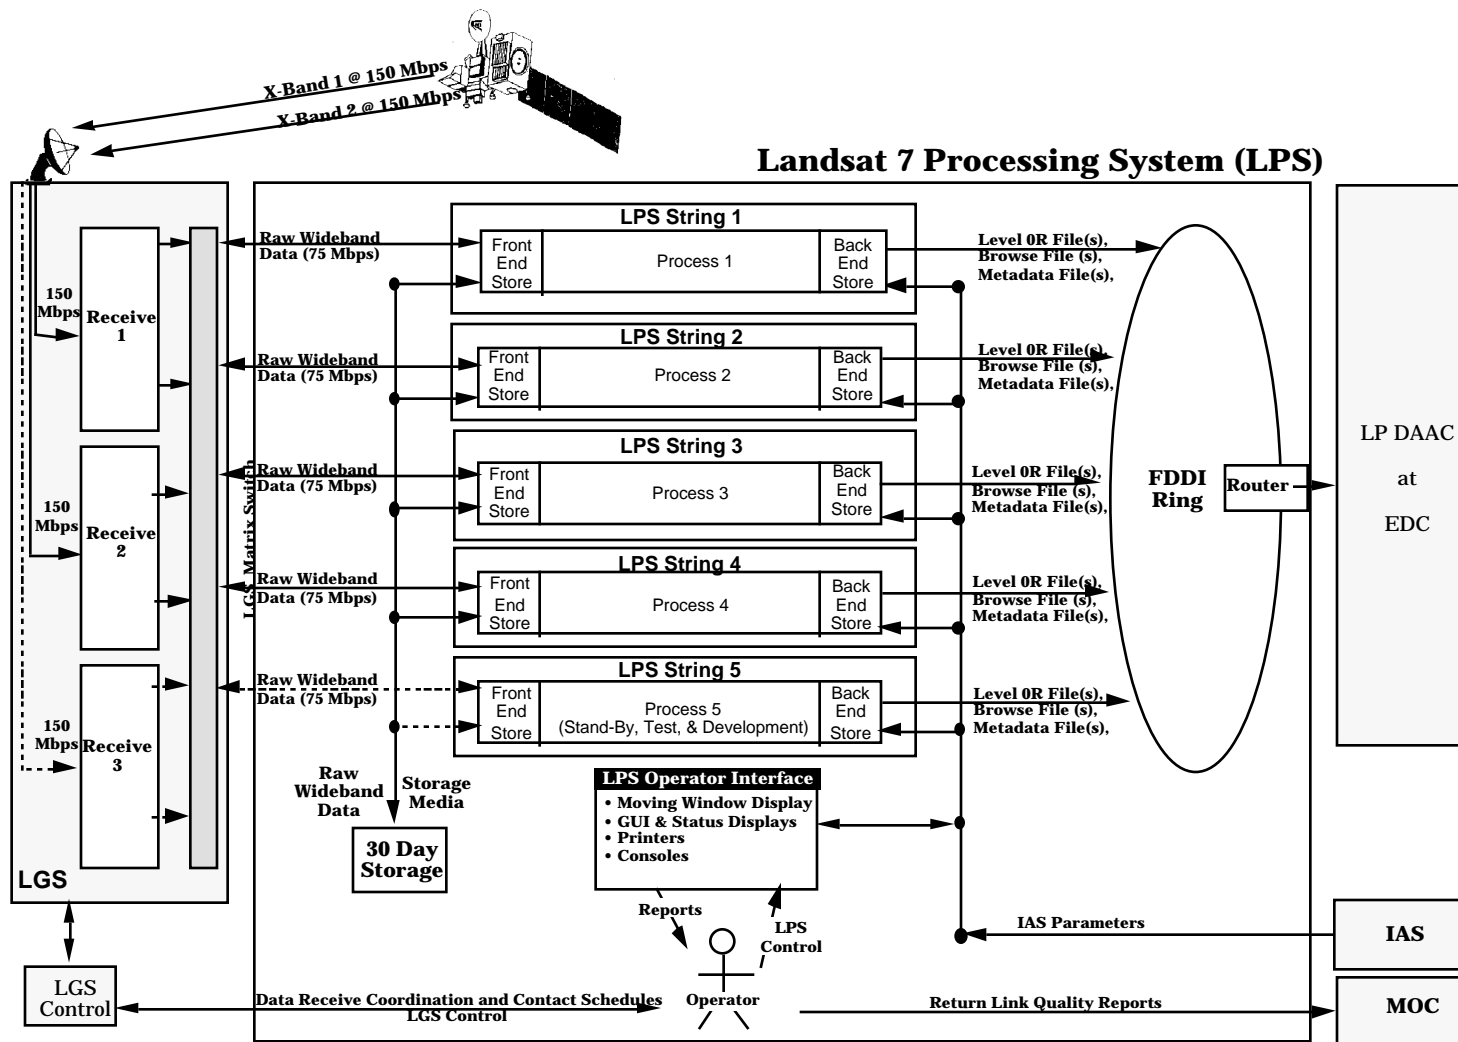 X-Band 1 @ 150 Mbps
X-Band 2 @ 150 Mbps
Landsat 7 Processing System (LPS)
150
Mbps
Receive
1
150
Mbps
Receive
2
150
Mbps
Receive
3
LGS
LGS Matrix Switch
LGS
Control
Raw Wideband
Data (75 Mbps)
LPS String 1
Front
End
Store
Process 1
Back
End
Store
Level 0R File(s),
Browse File (s),
Metadata File(s),
Raw Wideband
Data (75 Mbps)
LPS String 2
Front
End
Store
Process 2
Back
End
Store
Level 0R File(s),
Browse File (s),
Metadata File(s),
Raw Wideband
Data (75 Mbps)
LPS String 3
Front
End
Store
Process 3
Back
End
Store
Level 0R File(s),
Browse File (s),
Metadata File(s),
Raw Wideband
Data (75 Mbps)
LPS String 4
Front
End
Store
Process 4
Back
End
Store
Level 0R File(s),
Browse File (s),
Metadata File(s),
Raw Wideband
Data (75 Mbps)
LPS String 5
Front
End
Store
Process 5
(Stand-By, Test, & Development)
Back
End
Store
Level 0R File(s),
Browse File (s),
Metadata File(s),
FDDI
Ring
Router
LP DAAC
at
EDC
Raw
Wideband
Data
Storage
Media
30 Day
Storage
LPS Operator Interface
• Moving Window Display
• GUI & Status Displays
• Printers
• Consoles
Reports
LPS
Control
IAS Parameters
IAS
Data Receive Coordination and Contact Schedules
LGS Control
Operator
Return Link Quality Reports
MOC